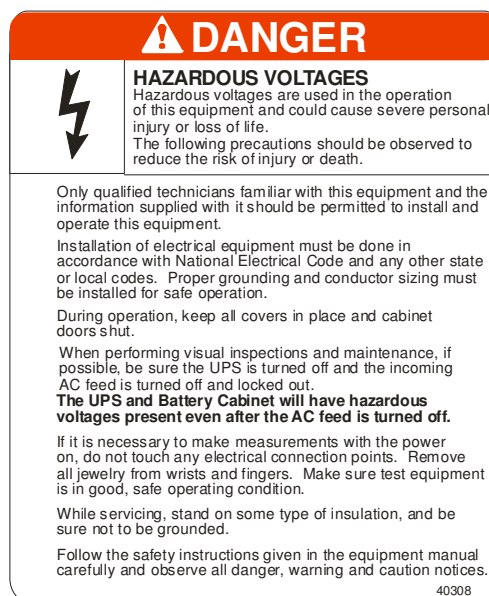 DANGER
HAZARDOUS VOLTAGES
Hazardous voltages are used in the operation
of this equipment and could cause severe personal
injury or loss of life.
The following precautions should be observed to
reduce the risk of injury or death.
Only qualified technicians familiar with this equipment and the
information supplied with it should be permitted to install and
operate this equipment.
Installation of electrical equipment must be done in
accordance with National Electrical Code and any other state
or local codes. Proper grounding and conductor sizing must
be installed for safe operation.
During operation, keep all covers in place and cabinet
doors shut.
When performing visual inspections and maintenance, if
possible, be sure the UPS is turned off and the incoming
AC feed is turned off and locked out.
The UPS and Battery Cabinet will have hazardous
voltages present even after the AC feed is turned off.
If it is necessary to make measurements with the power
on, do not touch any electrical connection points. Remove
all jewelry from wrists and fingers. Make sure test equipment
is in good, safe operating condition.
While servicing, stand on some type of insulation, and be
sure not to be grounded.
Follow the safety instructions given in the equipment manual
carefully and observe all danger, warning and caution notices.
40308